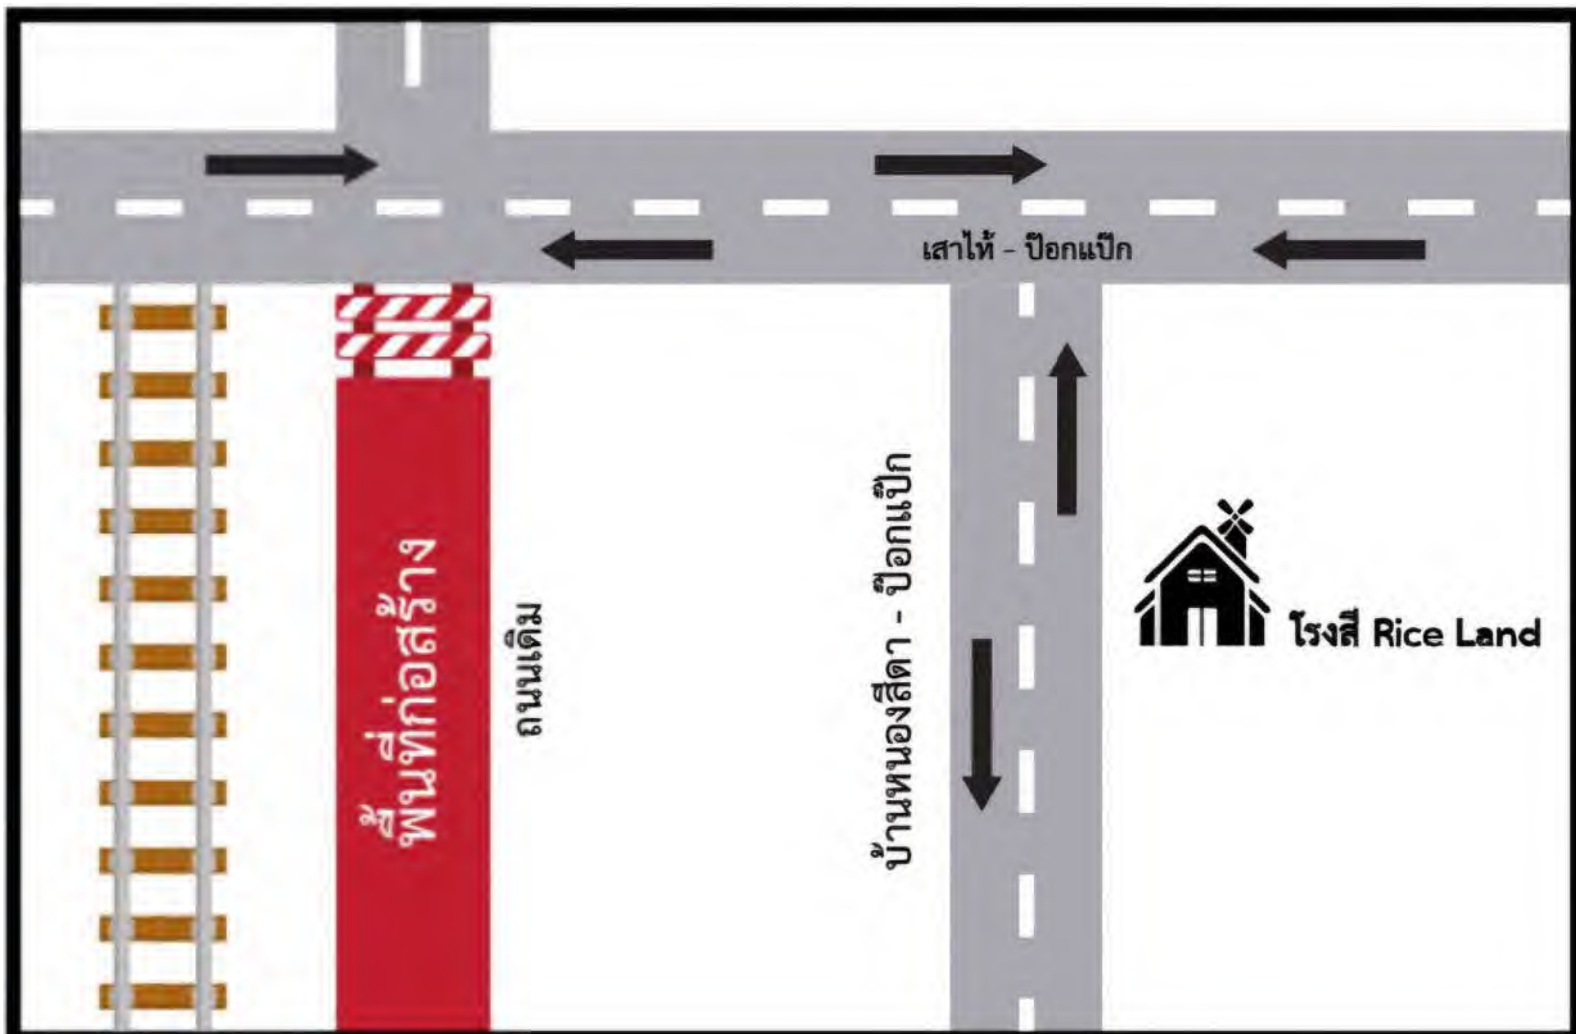 เสาไห้ - ป๊อกแป๊ก
พื้นที่ก่อสร้าง
ถนนเดิม
บ้านหนองสีดา - ป๊อกแป๊ก
โรงสี Rice Land